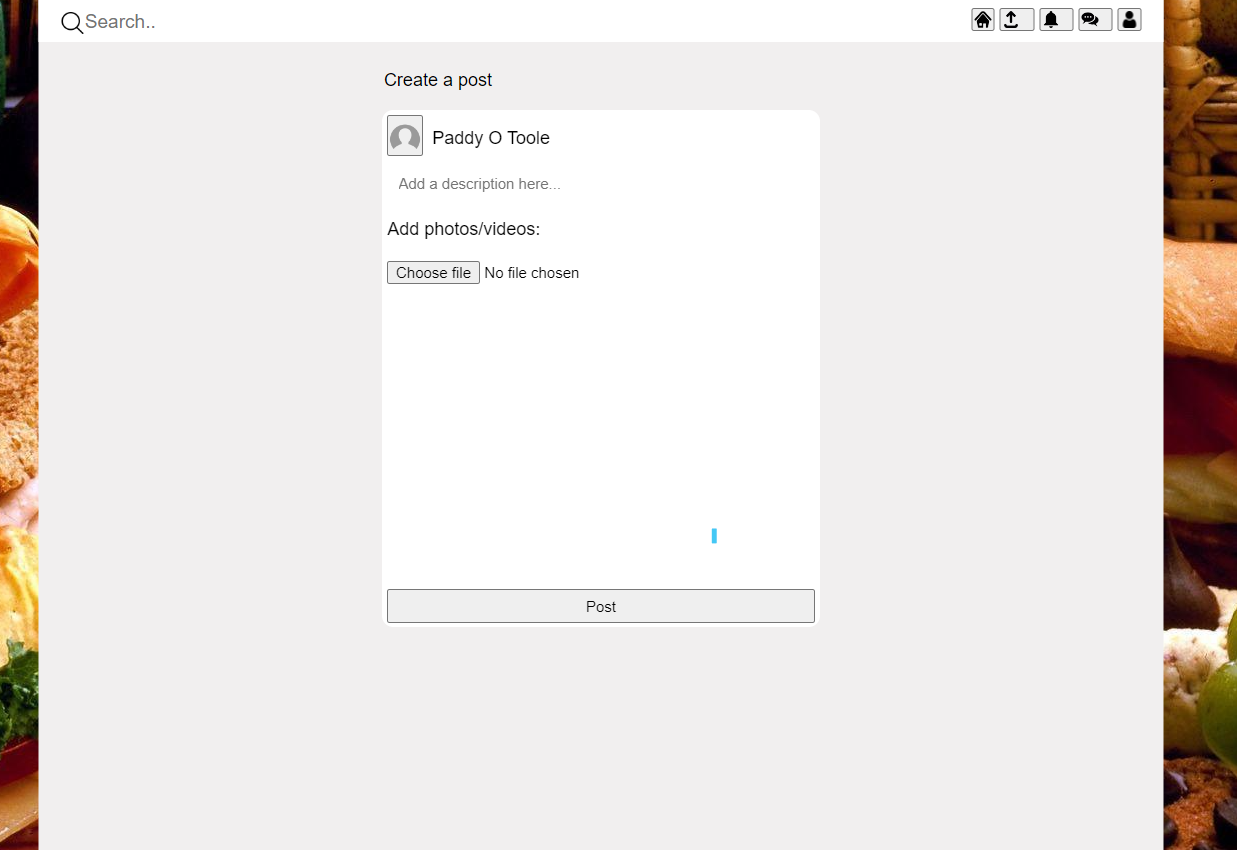 Search..
Create a post
Paddy O Toole
Add a description here...
Add photos/videos:
Choose file No file chosen
Post